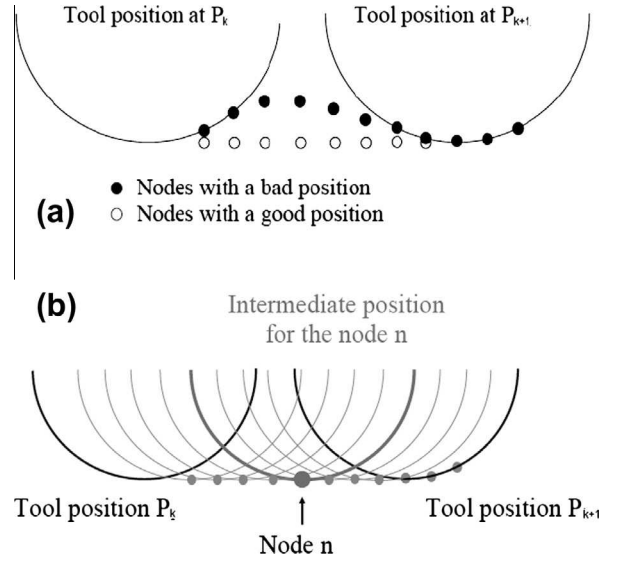 Tool position at Pk
Tool position at Pk+1
Nodes with a bad position
(a)
Nodes with a good position
(b)
Intermediate position
for the node n
Tool position Pk
Tool position Pk+1
Node n